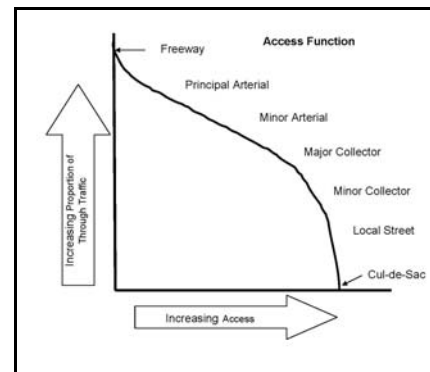 Access Function
Freeway
Principal Arterial
Minor Arterial
Major Collector
Minor Collector
Local Street
Cul-de-Sac
Increasing Proportion of
Through Traffic
Increasing Access